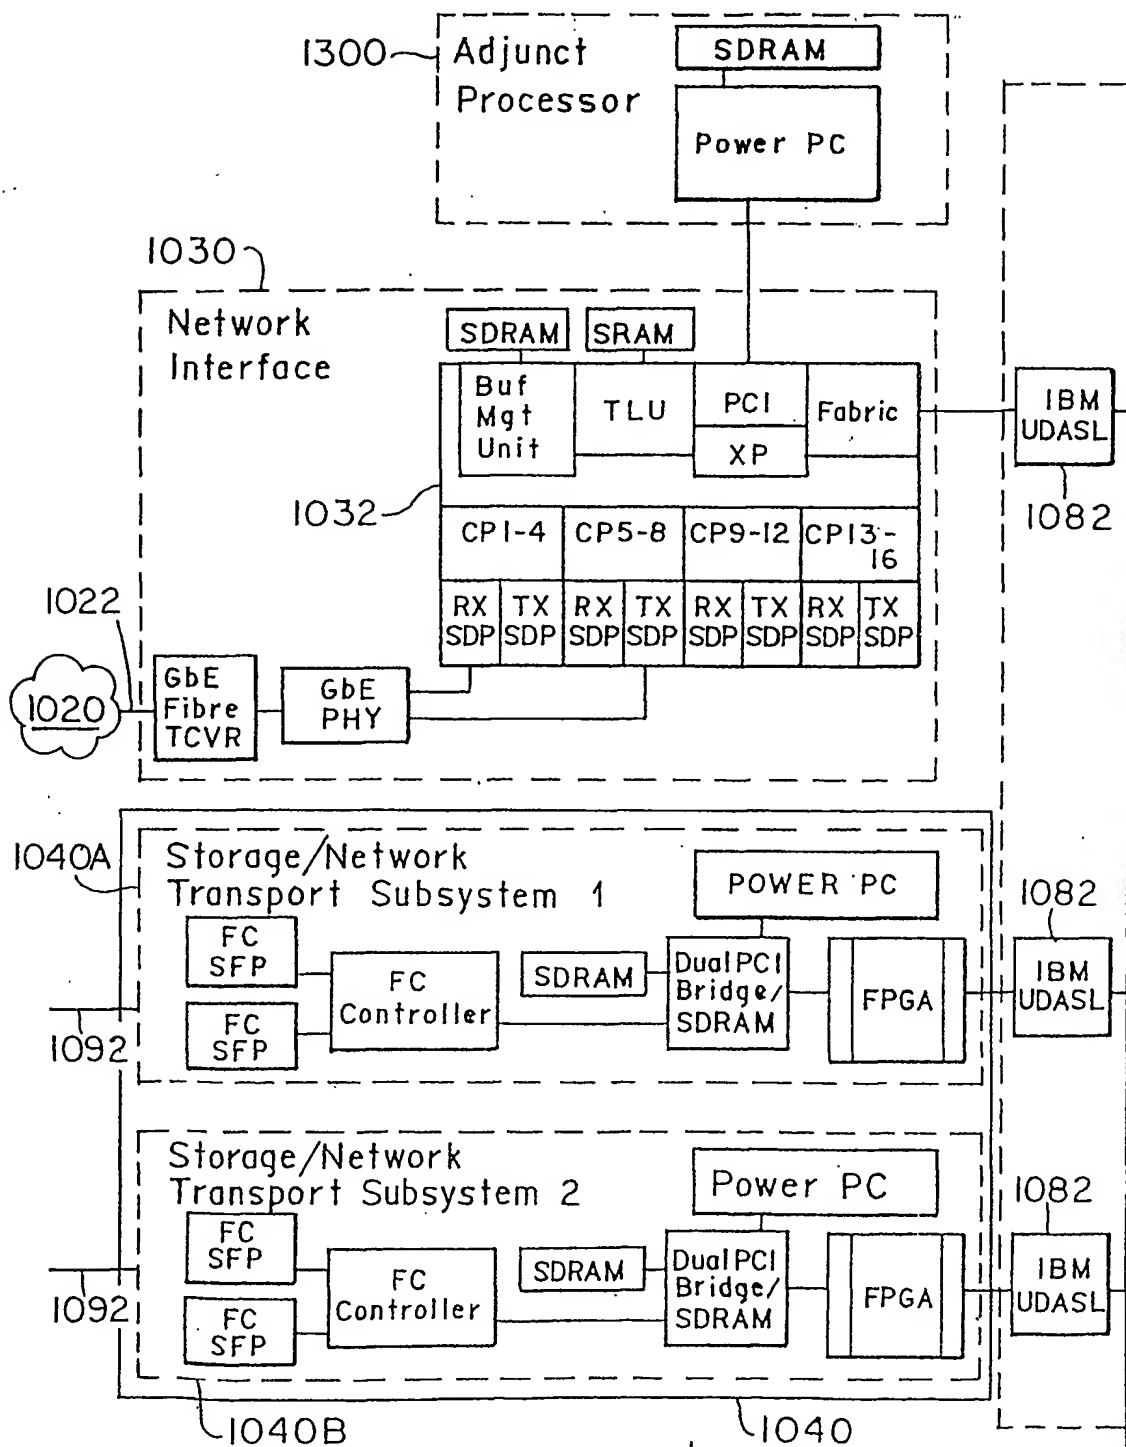 1300
Adjunct
Processor
SDRAM
Power PC
1030
Network
Interface
SDRAM
SRAM
Buf
Mgt
Unit
TLU
PCI
XP
Fabric
IBM
UDASL
1082
1032
CP1-4
CP5-8
CP9-12
CP13-
16
RX
SDP
TX
SDP
RX
SDP
TX
SDP
RX
SDP
TX
SDP
RX
SDP
TX
SDP
1022
1020
GbE
Fibre
TCVR
GbE
PHY
1040A
Storage/Network
Transport Subsystem 1
POWER PC
FC
SFP
FC
SFP
FC
Controller
SDRAM
Dual PCI
Bridge/
SDRAM
FPGA
1082
IBM
UDASL
1092
Storage/Network
Transport Subsystem 2
Power PC
FC
SFP
FC
SFP
FC
Controller
SDRAM
Dual PCI
Bridge/
SDRAM
FPGA
1082
IBM
UDASL
1092
1040B
1040